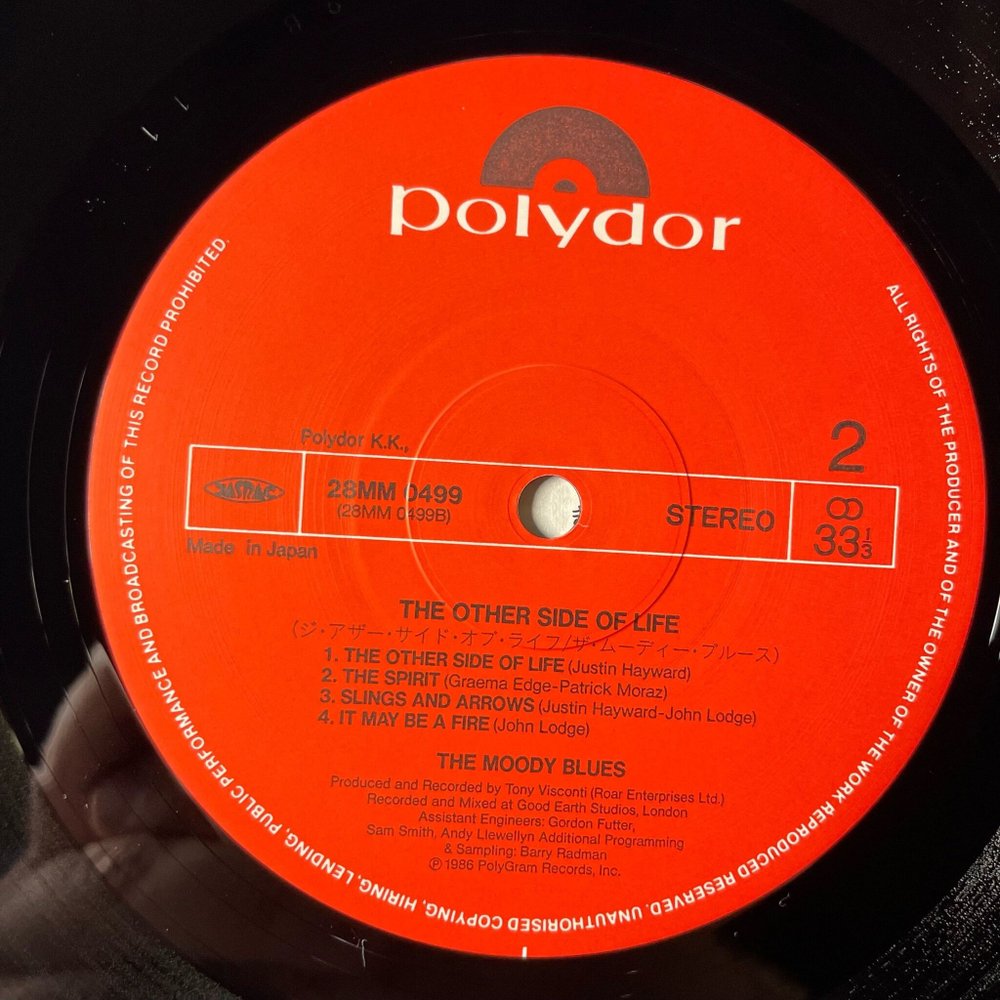 polydor
ALL RIGHTS OF THE PRODUCER AND OF THE OWNER OF THE WORK REPRODUCED RESERVED. UNAUTHORISED COPYING, HIRING, LENDING, PUBLIC PERFORMANCE AND BROADCASTING OF THIS RECORD PROHIBITED.
2
Polydor K.K.,
JASRAC
28MM 0499
(28MM 0499B)
STEREO
33 1/3
Made in Japan
THE OTHER SIDE OF LIFE
(ジ・アザー・サイド・オブ・ライフ/ザ・ムーディー・ブルース)
1. THE OTHER SIDE OF LIFE (Justin Hayward)
2. THE SPIRIT (Graema Edge-Patrick Moraz)
3. SLINGS AND ARROWS (Justin Hayward-John Lodge)
4. IT MAY BE A FIRE (John Lodge)
THE MOODY BLUES
Produced and Recorded by Tony Visconti (Roar Enterprises Ltd.)
Recorded and Mixed at Good Earth Studios, London
Assistant Engineers: Gordon Futter,
Sam Smith, Andy Llewellyn Additional Programming
& Sampling: Barry Radman
℗ 1986 PolyGram Records, Inc.